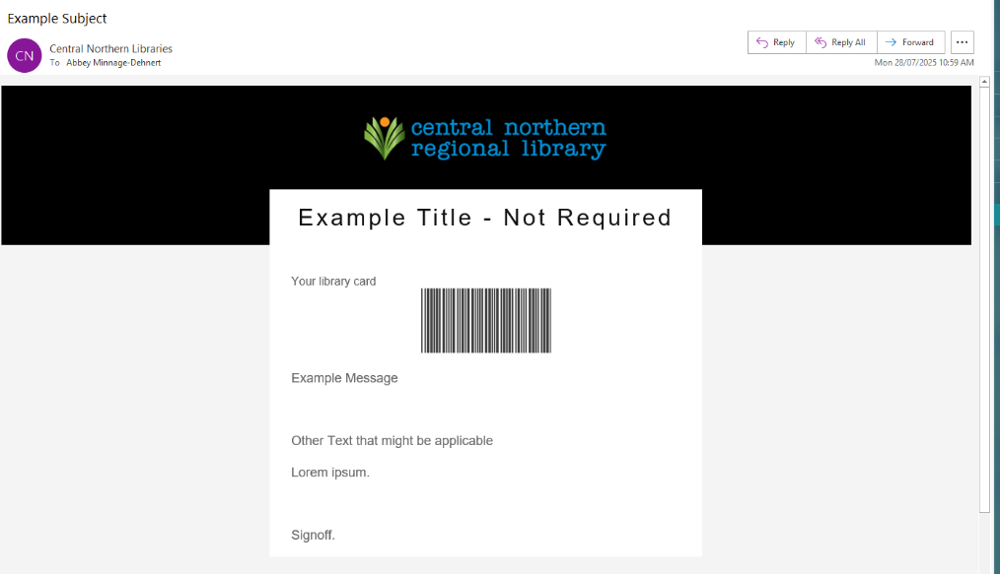 Example Subject
CN
Central Northern Libraries
To Abbey Minnage-Dehnert
Reply
Reply All
Forward
Mon 28/07/2025 10:59 AM
central northern
regional library
Example Title - Not Required
Your library card
Example Message
Other Text that might be applicable
Lorem ipsum.
Signoff.